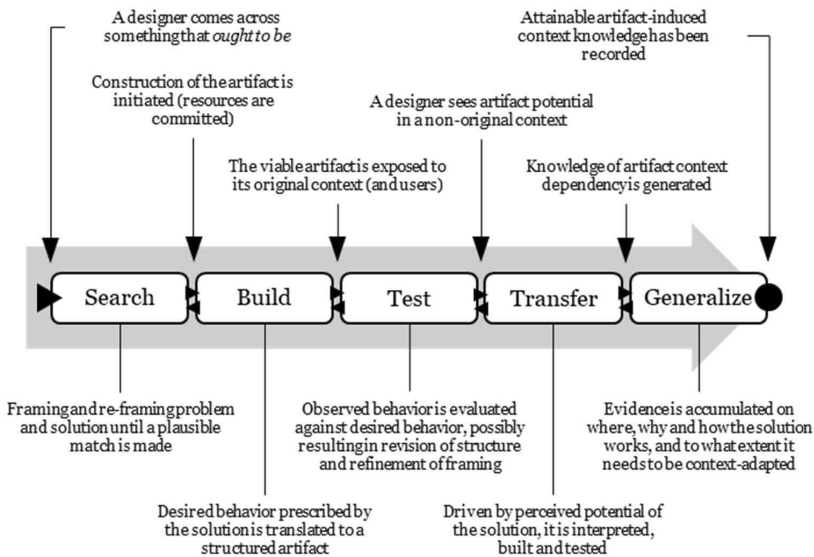 A designer comes across
something that ought to be
Attainable artifact-induced
context knowledge has been
recorded
Construction of the artifact is
initiated (resources are
committed)
A designer sees artifact potential
in a non-original context
The viable artifact is exposed to
its original context (and users)
Knowledge of artifact context
dependency is generated
Search
Build
Test
Transfer
Generalize
Framing and re-framing problem
and solution until a plausible
match is made
Observed behavior is evaluated
against desired behavior, possibly
resulting in revision of structure
and refinement of framing
Evidence is accumulated on
where, why and how the solution
works, and to what extent it
needs to be context-adapted
Desired behavior prescribed by
the solution is translated to a
structured artifact
Driven by perceived potential of
the solution, it is interpreted,
built and tested